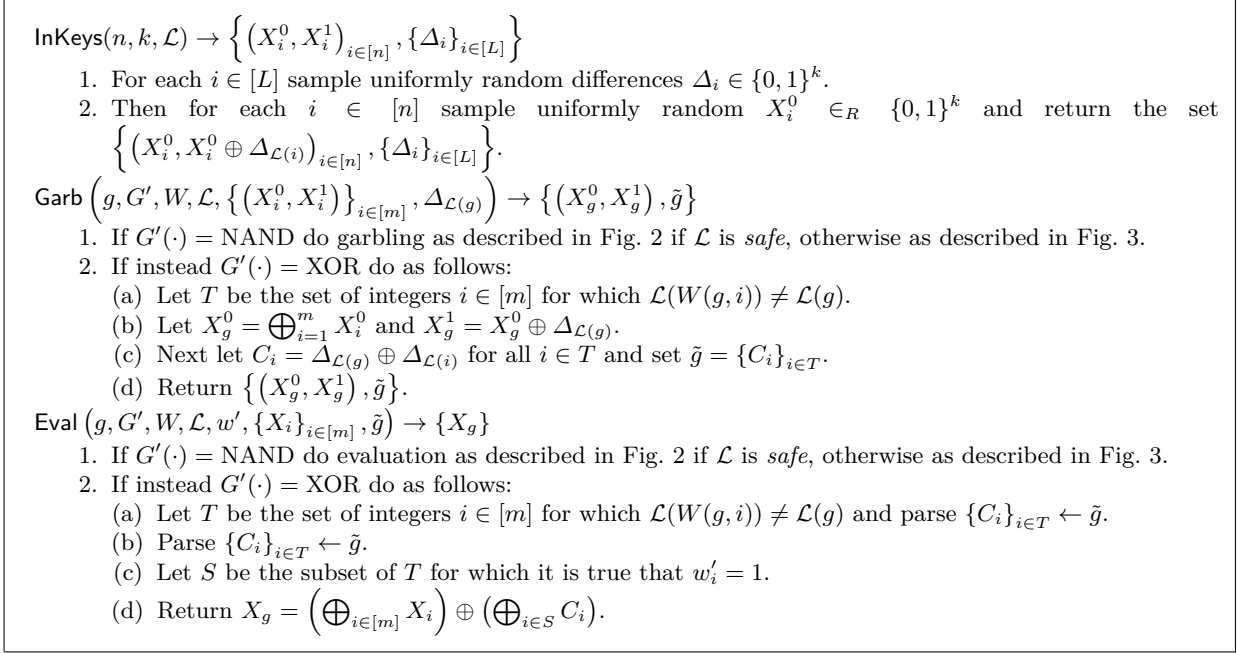 InKeys(n, k, ℒ) → {(X_i^0, X_i^1)_{i∈[n]}, {Δ_i}_{i∈[L]}}
1. For each i ∈ [L] sample uniformly random differences Δ_i ∈ {0, 1}^k.
2. Then for each i ∈ [n] sample uniformly random X_i^0 ∈_R {0, 1}^k and return the set
{(X_i^0, X_i^0 ⊕ Δ_{ℒ(i)})_{i∈[n]}, {Δ_i}_{i∈[L]}}.
Garb(g, G′, W, ℒ, {(X_i^0, X_i^1)}_{i∈[m]}, Δ_{ℒ(g)}) → {(X_g^0, X_g^1), g̃}
1. If G′(·) = NAND do garbling as described in Fig. 2 if ℒ is safe, otherwise as described in Fig. 3.
2. If instead G′(·) = XOR do as follows:
(a) Let T be the set of integers i ∈ [m] for which ℒ(W(g, i)) ≠ ℒ(g).
(b) Let X_g^0 = ⊕_{i=1}^m X_i^0 and X_g^1 = X_g^0 ⊕ Δ_{ℒ(g)}.
(c) Next let C_i = Δ_{ℒ(g)} ⊕ Δ_{ℒ(i)} for all i ∈ T and set g̃ = {C_i}_{i∈T}.
(d) Return {(X_g^0, X_g^1), g̃}.
Eval(g, G′, W, ℒ, w′, {X_i}_{i∈[m]}, g̃) → {X_g}
1. If G′(·) = NAND do evaluation as described in Fig. 2 if ℒ is safe, otherwise as described in Fig. 3.
2. If instead G′(·) = XOR do as follows:
(a) Let T be the set of integers i ∈ [m] for which ℒ(W(g, i)) ≠ ℒ(g) and parse {C_i}_{i∈T} ← g̃.
(b) Parse {C_i}_{i∈T} ← g̃.
(c) Let S be the subset of T for which it is true that w′_i = 1.
(d) Return X_g = (⊕_{i∈[m]} X_i) ⊕ (⊕_{i∈S} C_i).